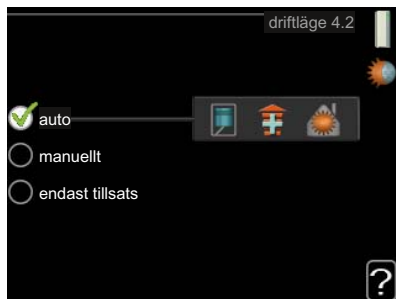 driftläge 4.2
auto
manuellt
endast tillsats
?